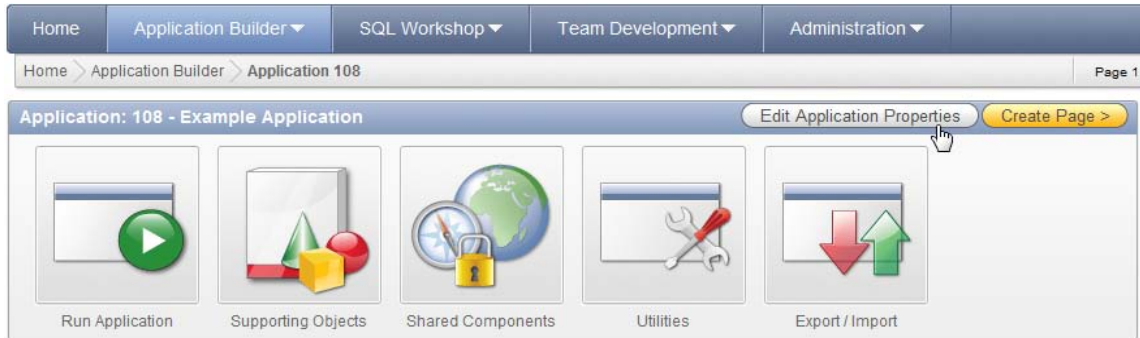 Home Application Builder SQL Workshop Team Development Administration
Home Application Builder Application 108 Page 1
Application: 108 - Example Application Edit Application Properties Create Page >
Run Application Supporting Objects Shared Components Utilities Export / Import